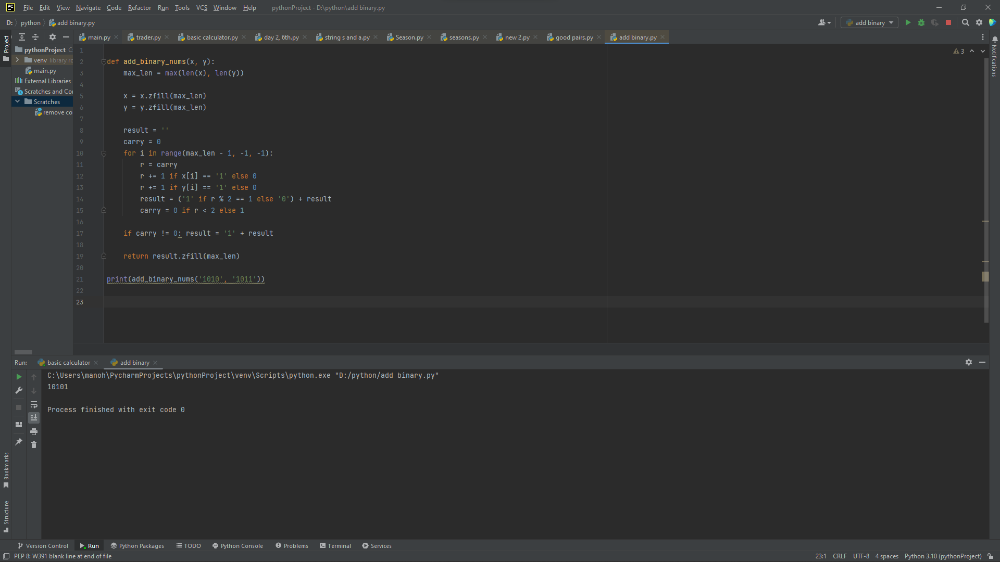 PC File Edit View Navigate Code Refactor Run Tools VCS Window Help pythonProject - D:\python\add binary.py
D: python add binary.py add binary
main.py trader.py basic calculator.py day 2, 6th.py string s and a.py Season.py seasons.py new 2.py good pairs.py add binary.py
Project
pythonProject C
venv library ro
main.py
External Libraries
Scratches and Con
Scratches
remove co
3
Notifications
1
2 def add_binary_nums(x, y):
3 max_len = max(len(x), len(y))
4
5 x = x.zfill(max_len)
6 y = y.zfill(max_len)
7
8 result = ''
9 carry = 0
10 for i in range(max_len - 1, -1, -1):
11 r = carry
12 r += 1 if x[i] == '1' else 0
13 r += 1 if y[i] == '1' else 0
14 result = ('1' if r % 2 == 1 else '0') + result
15 carry = 0 if r < 2 else 1
16
17 if carry != 0: result = '1' + result
18
19 return result.zfill(max_len)
20
21 print(add_binary_nums('1010', '1011'))
22
23
Run: basic calculator add binary
C:\Users\manoh\PycharmProjects\pythonProject\venv\Scripts\python.exe "D:/python/add binary.py"
10101
Process finished with exit code 0
Bookmarks
Structure
Version Control Run Python Packages TODO Python Console Problems Terminal Services
PEP 8: W391 blank line at end of file 23:1 CRLF UTF-8 4 spaces Python 3.10 (pythonProject)